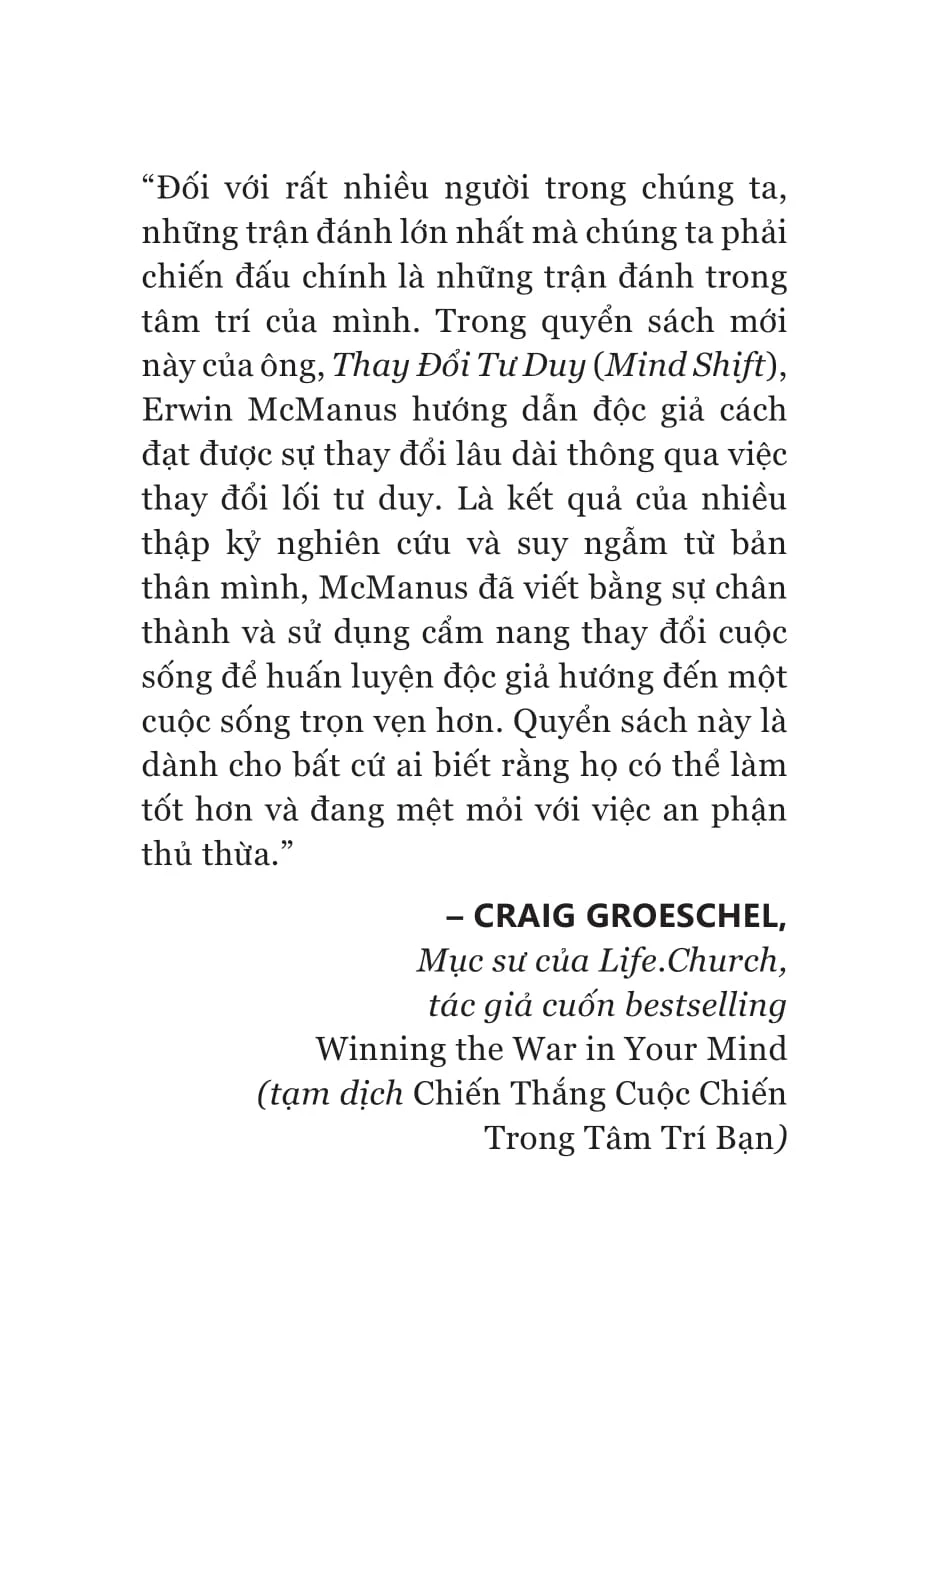 “Đối với rất nhiều người trong chúng ta,
những trận đánh lớn nhất mà chúng ta phải
chiến đấu chính là những trận đánh trong
tâm trí của mình. Trong quyển sách mới
này của ông, Thay Đổi Tư Duy (Mind Shift),
Erwin McManus hướng dẫn độc giả cách
đạt được sự thay đổi lâu dài thông qua việc
thay đổi lối tư duy. Là kết quả của nhiều
thập kỷ nghiên cứu và suy ngẫm từ bản
thân mình, McManus đã viết bằng sự chân
thành và sử dụng cẩm nang thay đổi cuộc
sống để huấn luyện độc giả hướng đến một
cuộc sống trọn vẹn hơn. Quyển sách này là
dành cho bất cứ ai biết rằng họ có thể làm
tốt hơn và đang mệt mỏi với việc an phận
thủ thừa.”
– CRAIG GROESCHEL,
Mục sư của Life.Church,
tác giả cuốn bestselling
Winning the War in Your Mind
(tạm dịch Chiến Thắng Cuộc Chiến
Trong Tâm Trí Bạn)